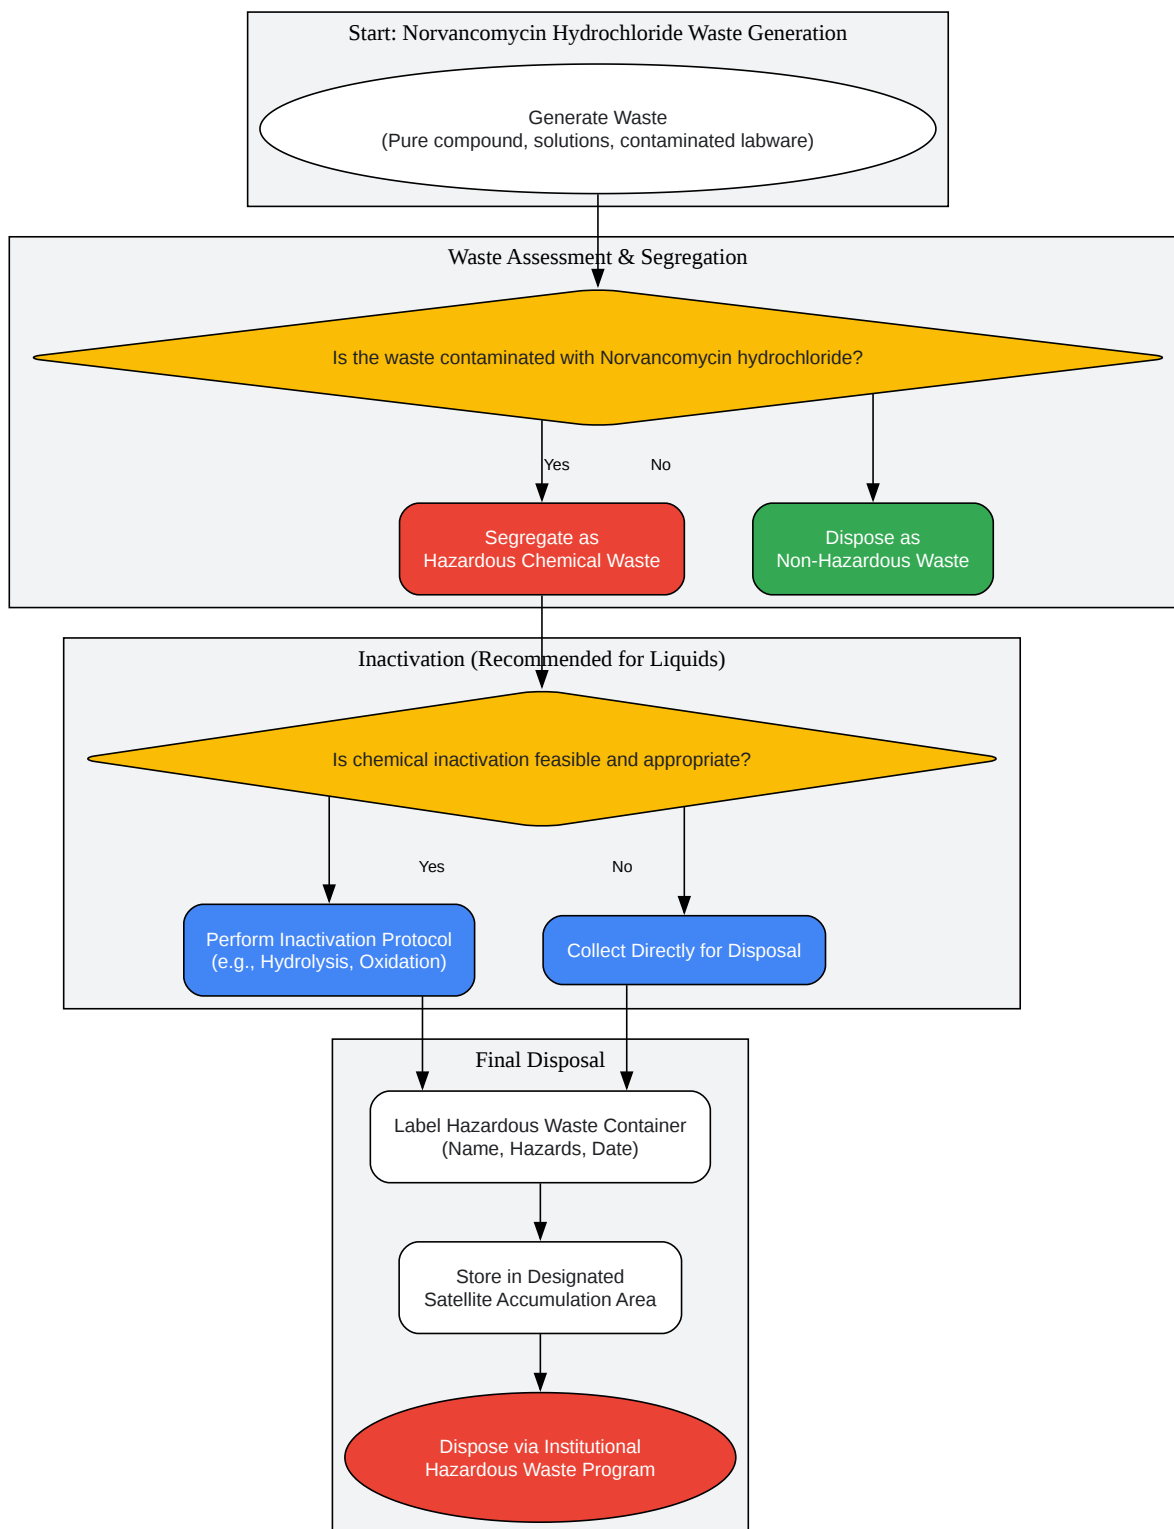 Start: Norvancomycin Hydrochloride Waste Generation
Generate Waste
(Pure compound, solutions, contaminated labware)
Waste Assessment & Segregation
Is the waste contaminated with Norvancomycin hydrochloride?
Yes
No
Segregate as
Hazardous Chemical Waste
Dispose as
Non-Hazardous Waste
Inactivation (Recommended for Liquids)
Is chemical inactivation feasible and appropriate?
Yes
No
Perform Inactivation Protocol
(e.g., Hydrolysis, Oxidation)
Collect Directly for Disposal
Final Disposal
Label Hazardous Waste Container
(Name, Hazards, Date)
Store in Designated
Satellite Accumulation Area
Dispose via Institutional
Hazardous Waste Program